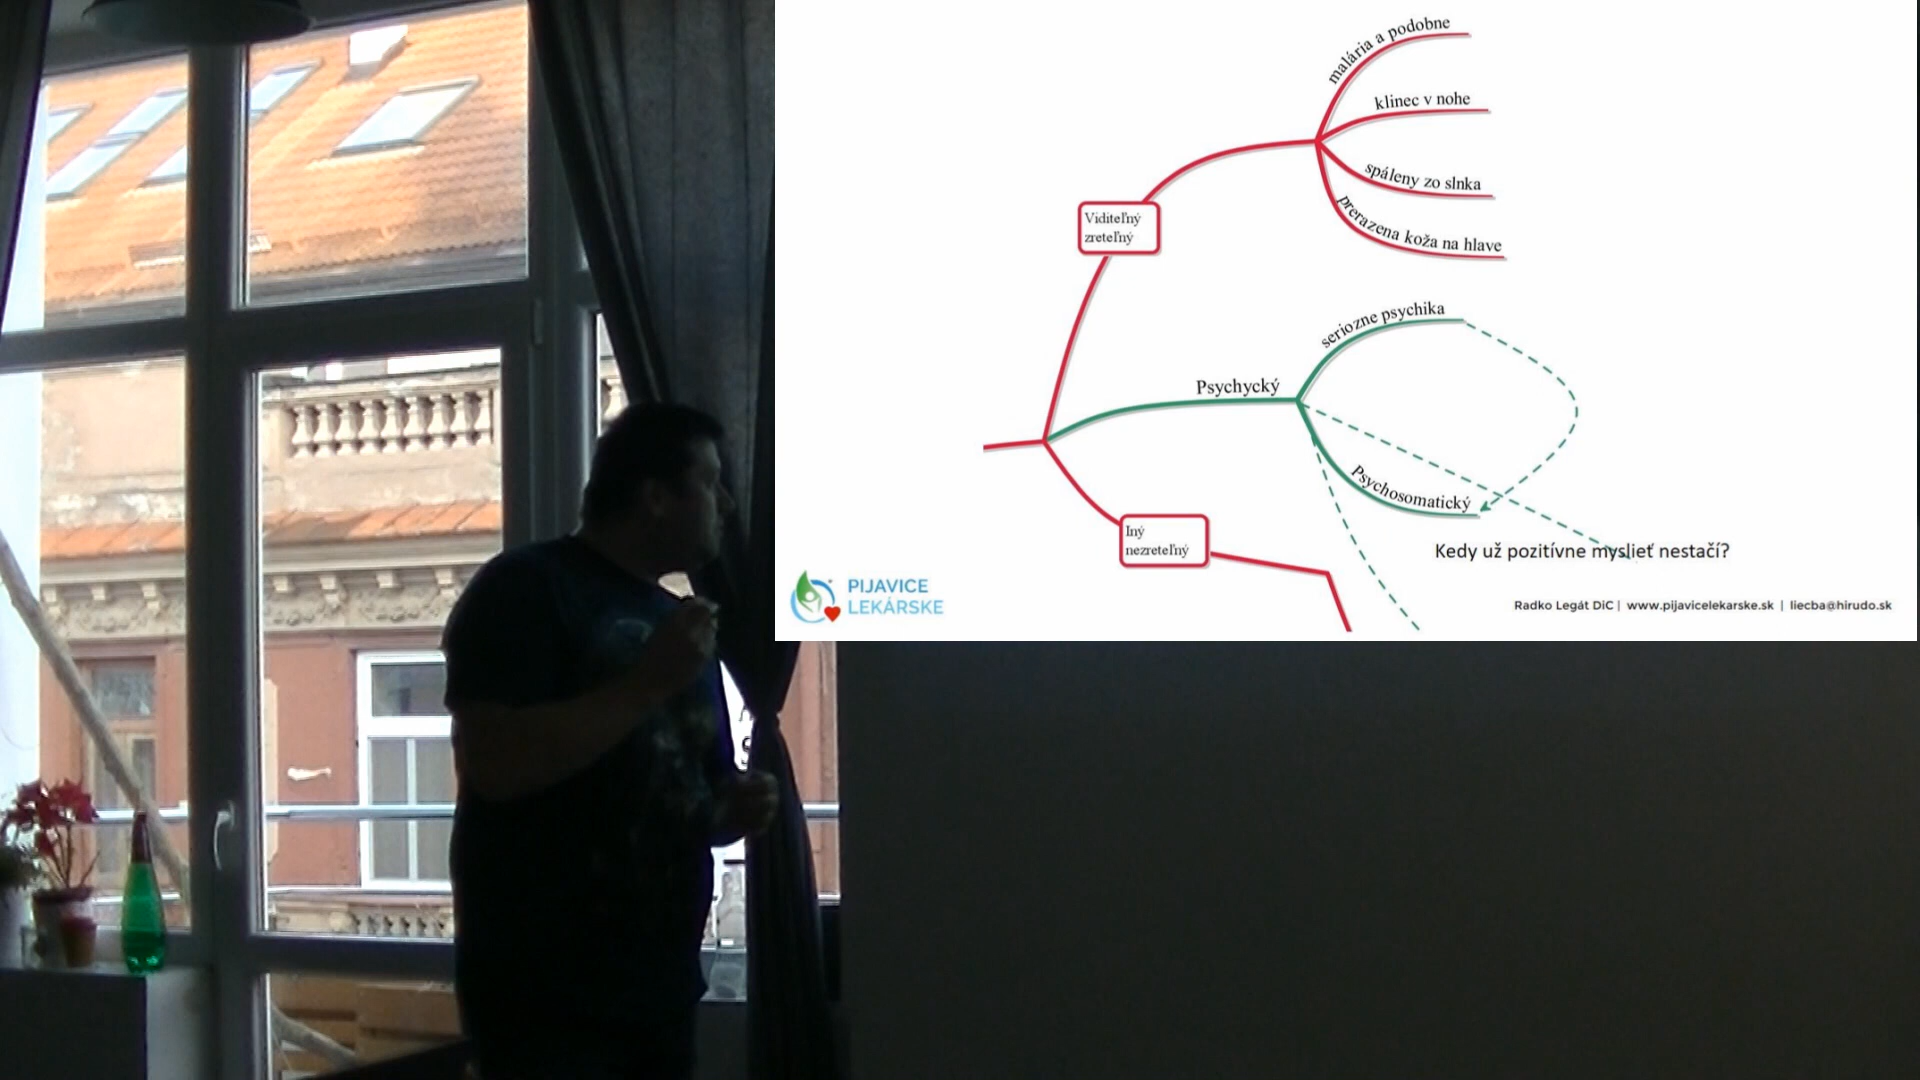 malária a podobne
klinec v nohe
spáleny zo slnka
prerazena koža na hlave
Viditeľný
zreteľný
seriozne psychika
Psychycký
Psychosomatický
Iný
nezreteľný
Kedy už pozitívne myslieť nestačí?
PIJAVICE
LEKÁRSKE
Radko Legát DiC | www.pijavicelekarske.sk | liecba@hirudo.sk